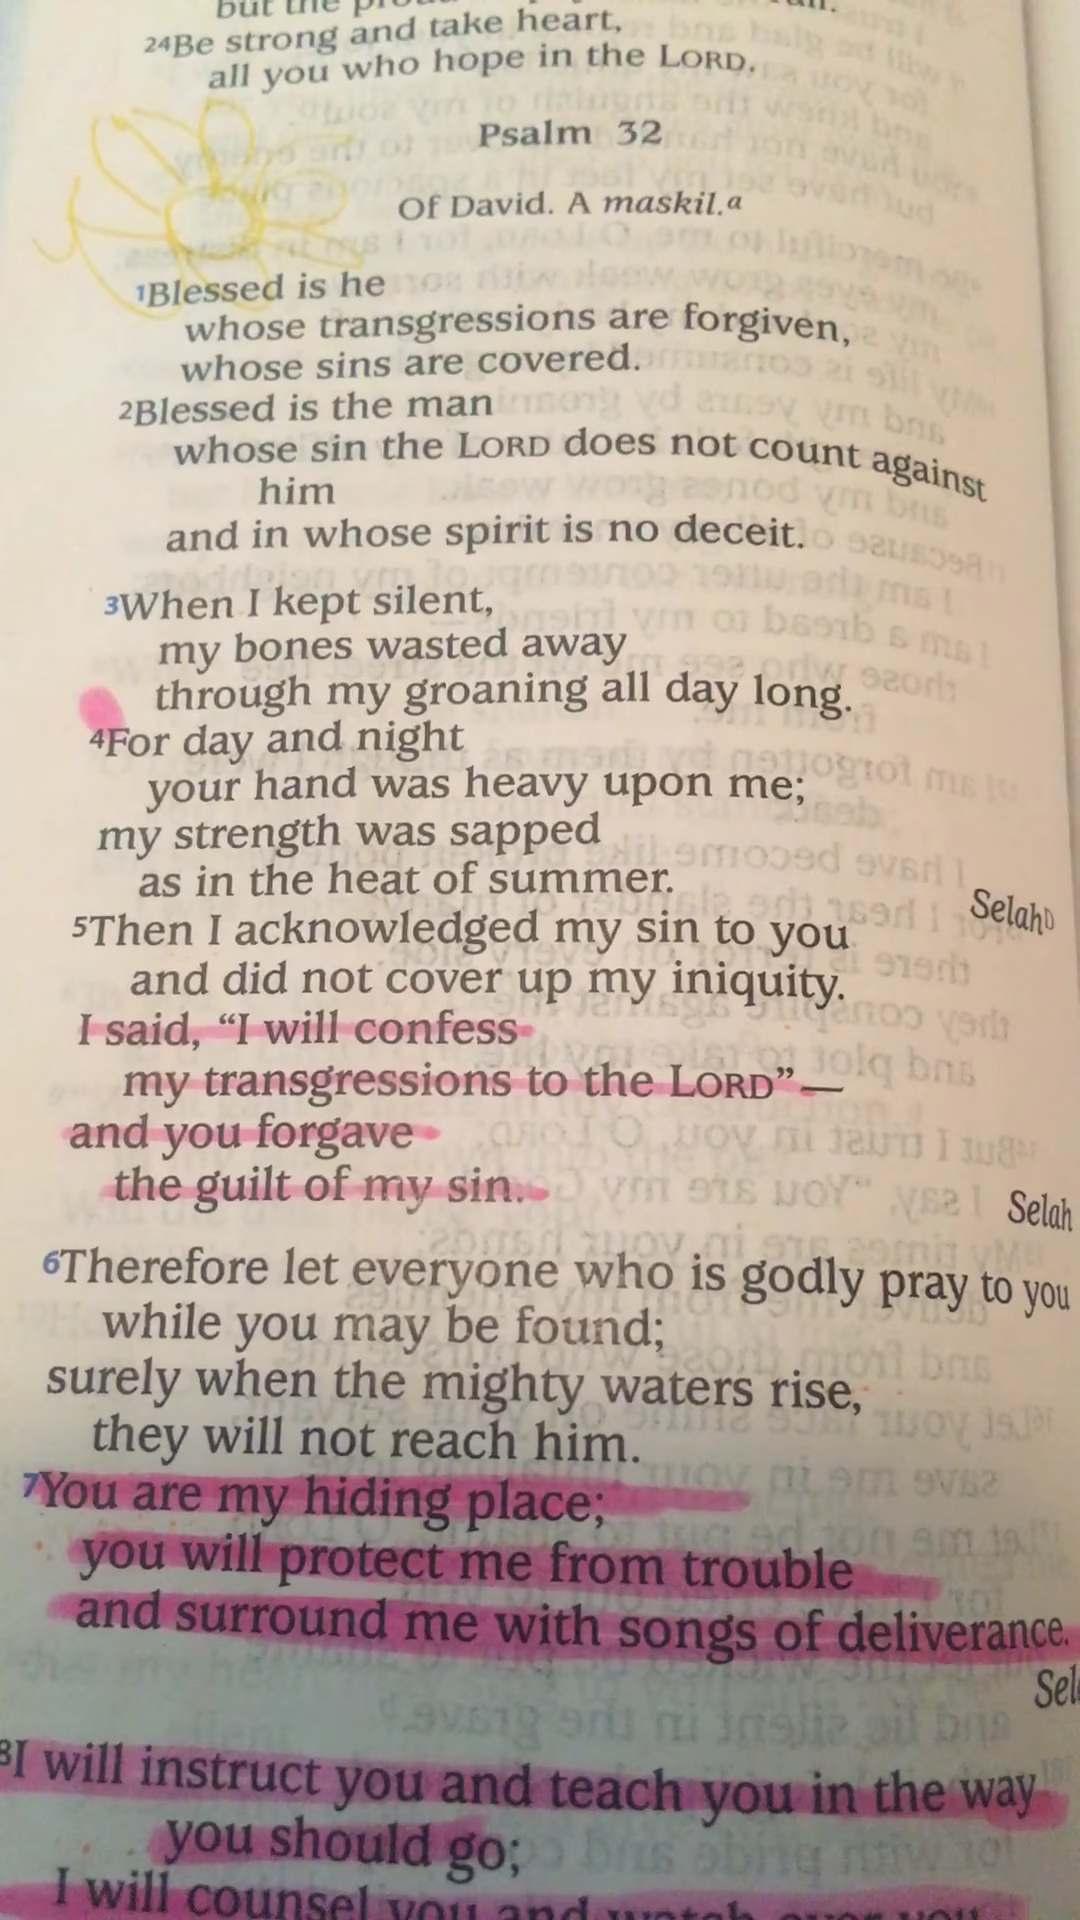 but the
24Be strong and take heart,
all you who hope in the LORD.
Psalm 32
Of David. A maskil.a
1Blessed is he
whose transgressions are forgiven,
whose sins are covered.
2Blessed is the man
whose sin the LORD does not count against
him
and in whose spirit is no deceit.
3When I kept silent,
my bones wasted away
through my groaning all day long.
4For day and night
your hand was heavy upon me;
my strength was sapped
as in the heat of summer.
Selahb
5Then I acknowledged my sin to you
and did not cover up my iniquity.
I said, “I will confess
my transgressions to the LORD”—
and you forgave
the guilt of my sin.
Selah
6Therefore let everyone who is godly pray to you
while you may be found;
surely when the mighty waters rise,
they will not reach him.
7You are my hiding place;
you will protect me from trouble
and surround me with songs of deliverance.
Sel
8I will instruct you and teach you in the way
you should go;
I will counsel you and watch over you